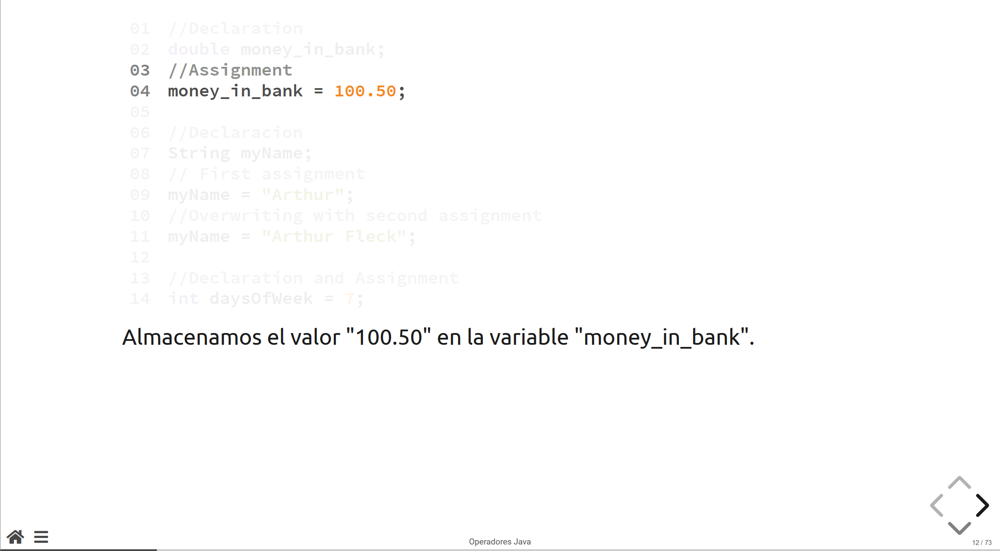 01 //Declaration
02 double money_in_bank;
03 //Assignment
04 money_in_bank = 100.50;
05
06 //Declaracion
07 String myName;
08 // First assignment
09 myName = "Arthur";
10 //Overwriting with second assignment
11 myName = "Arthur Fleck";
12
13 //Declaration and Assignment
14 int daysOfWeek = 7;
Almacenamos el valor "100.50" en la variable "money_in_bank".
Operadores Java
12 / 73